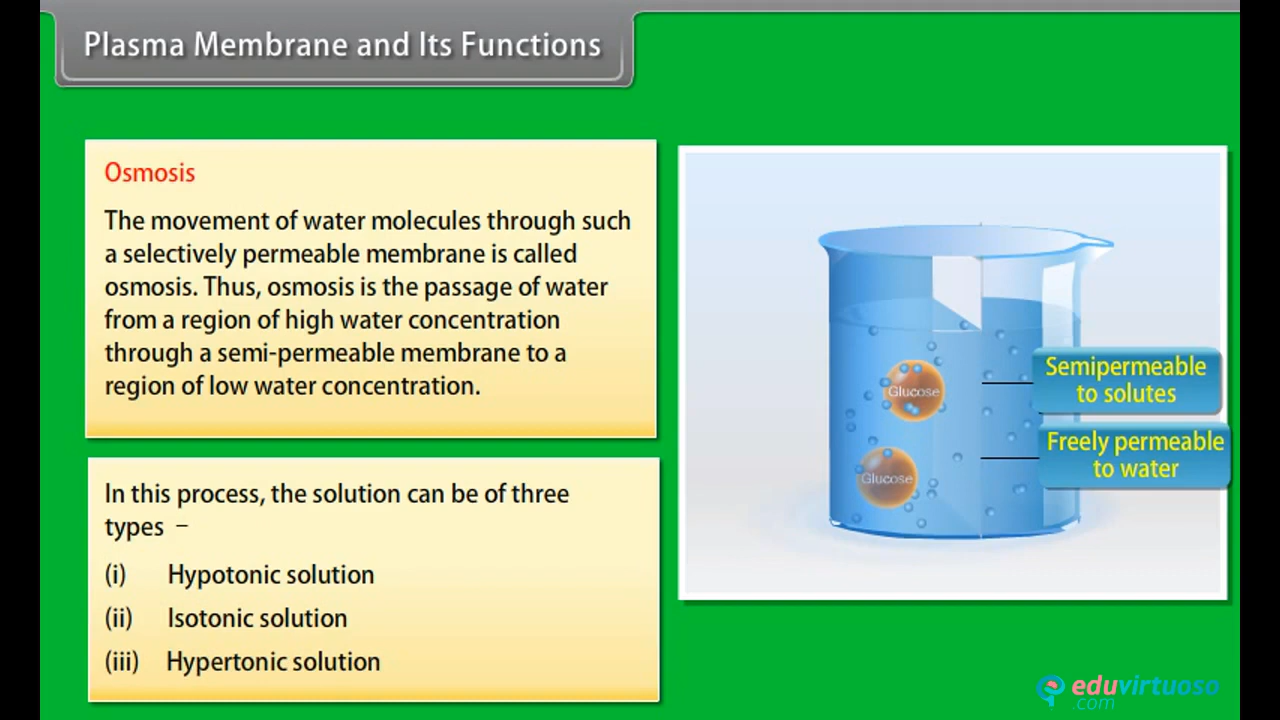 Plasma Membrane and Its Functions
Osmosis
The movement of water molecules through such
a selectively permeable membrane is called
osmosis. Thus, osmosis is the passage of water
from a region of high water concentration
through a semi-permeable membrane to a
region of low water concentration.
In this process, the solution can be of three
types –
(i) Hypotonic solution
(ii) Isotonic solution
(iii) Hypertonic solution
Glucose
Glucose
Semipermeable
to solutes
Freely permeable
to water
eduvirtuoso
.com